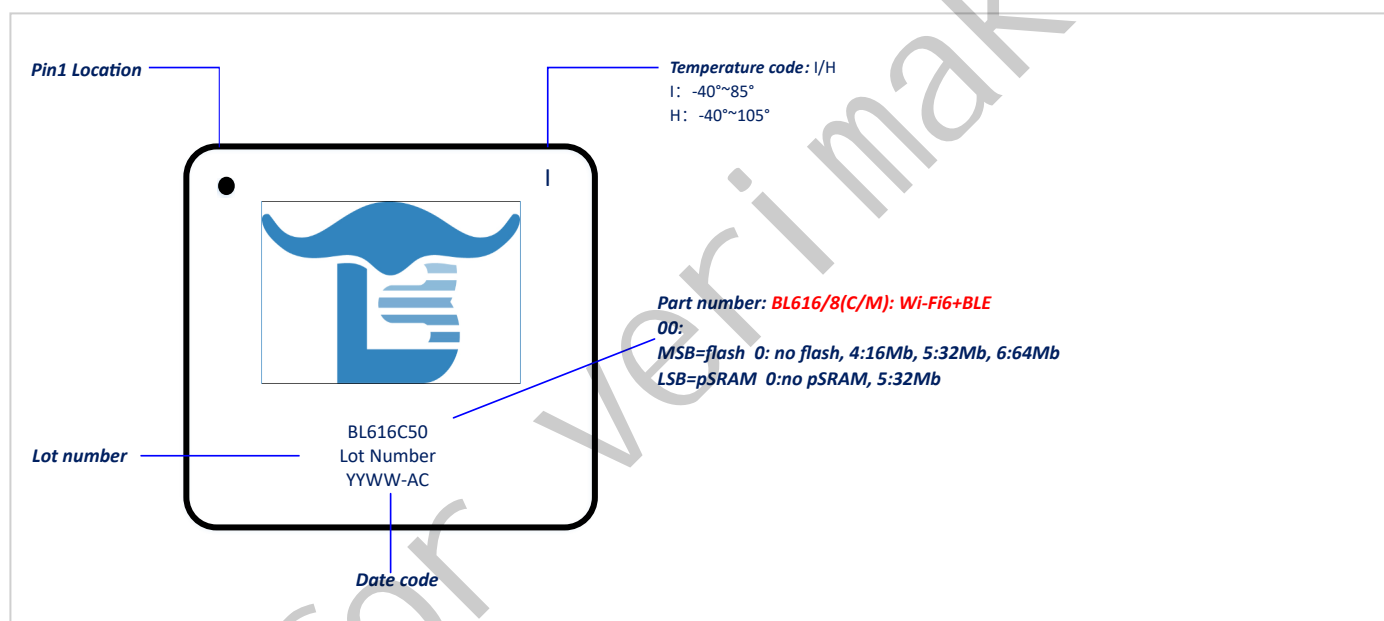 Pin1 Location
Temperature code: I/H
I: -40°~85°
H: -40°~105°
I
Part number: BL616/8(C/M): Wi-Fi6+BLE
00:
MSB=flash 0: no flash, 4:16Mb, 5:32Mb, 6:64Mb
LSB=pSRAM 0:no pSRAM, 5:32Mb
BL616C50
Lot number
Lot Number
YYWW-AC
Date code
for verimak